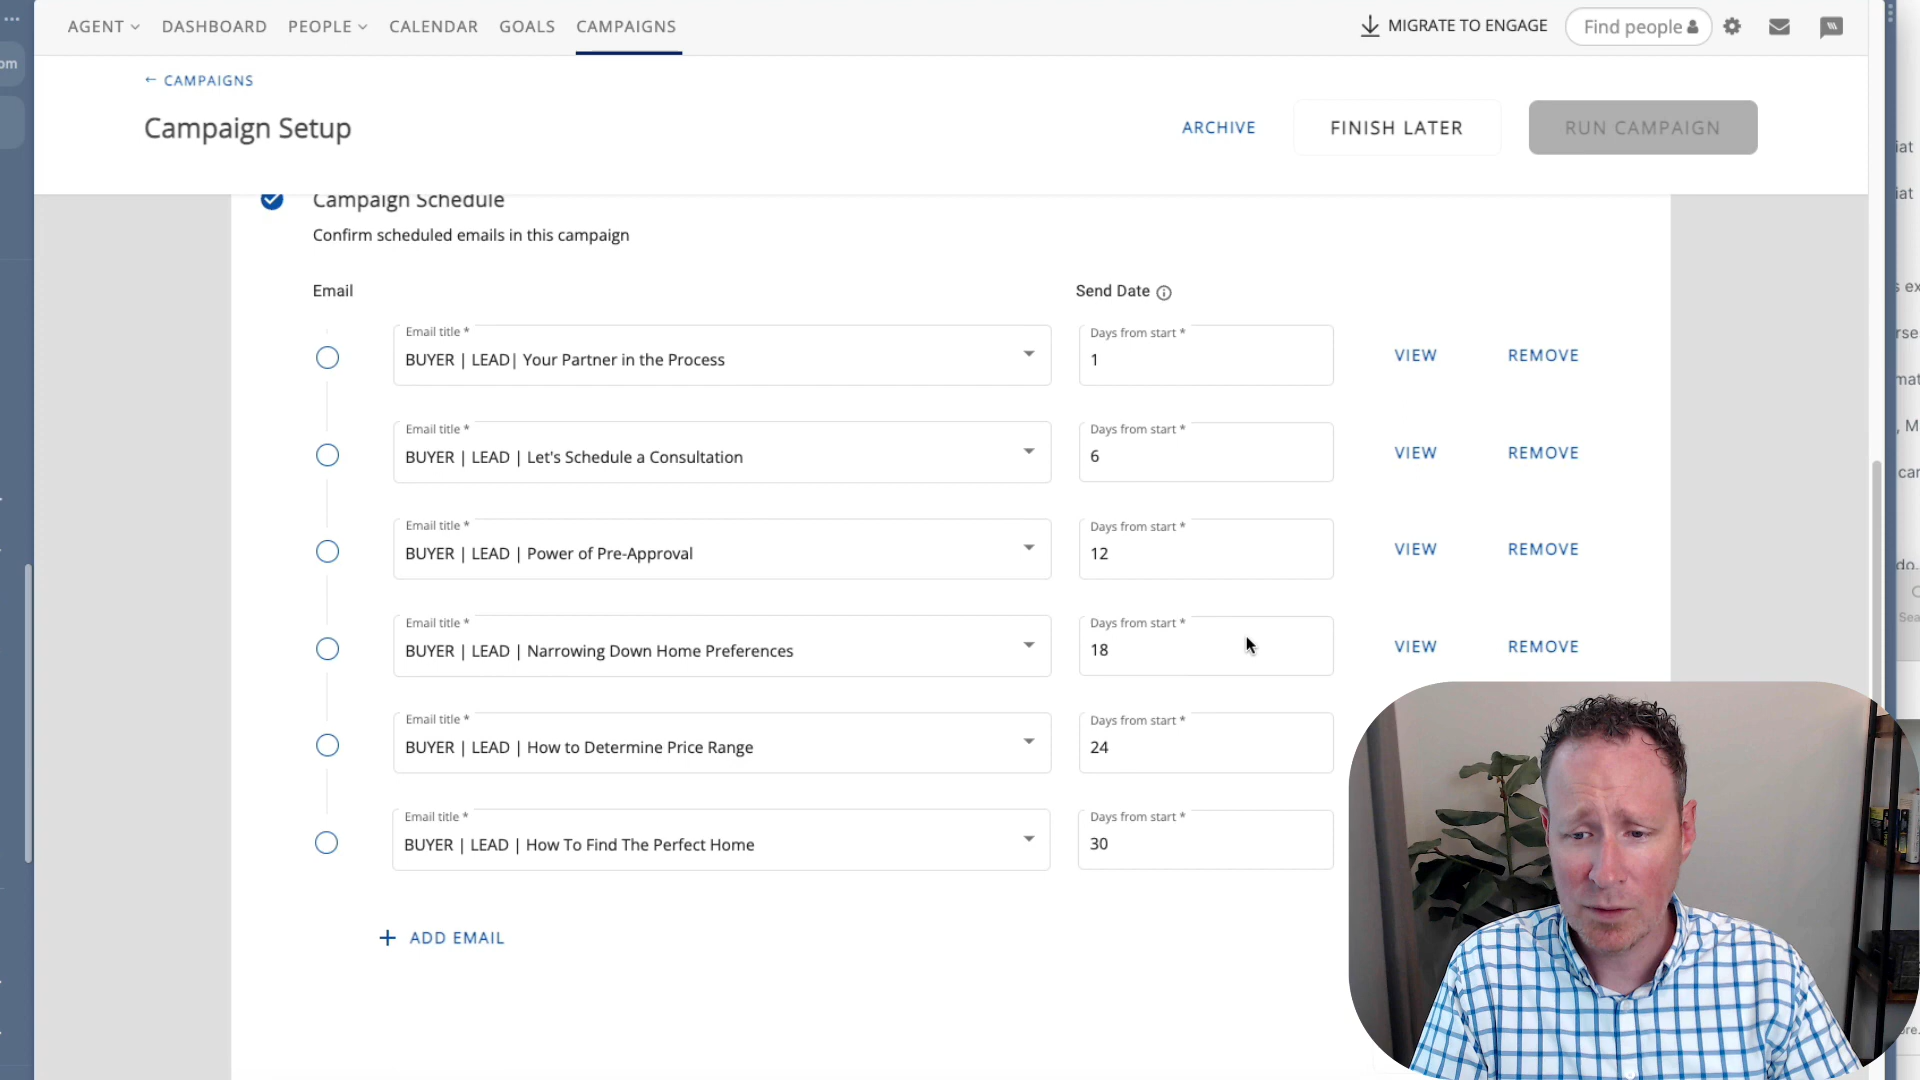 AGENT DASHBOARD PEOPLE CALENDAR GOALS CAMPAIGNS MIGRATE TO ENGAGE Find people
← CAMPAIGNS
Campaign Setup ARCHIVE FINISH LATER RUN CAMPAIGN
Campaign Schedule
Confirm scheduled emails in this campaign
Email Send Date
Email title * Days from start *
BUYER | LEAD| Your Partner in the Process 1 VIEW REMOVE
Email title * Days from start *
BUYER | LEAD | Let's Schedule a Consultation 6 VIEW REMOVE
Email title * Days from start *
BUYER | LEAD | Power of Pre-Approval 12 VIEW REMOVE
Email title * Days from start *
BUYER | LEAD | Narrowing Down Home Preferences 18 VIEW REMOVE
Email title * Days from start *
BUYER | LEAD | How to Determine Price Range 24
Email title * Days from start *
BUYER | LEAD | How To Find The Perfect Home 30
+ ADD EMAIL